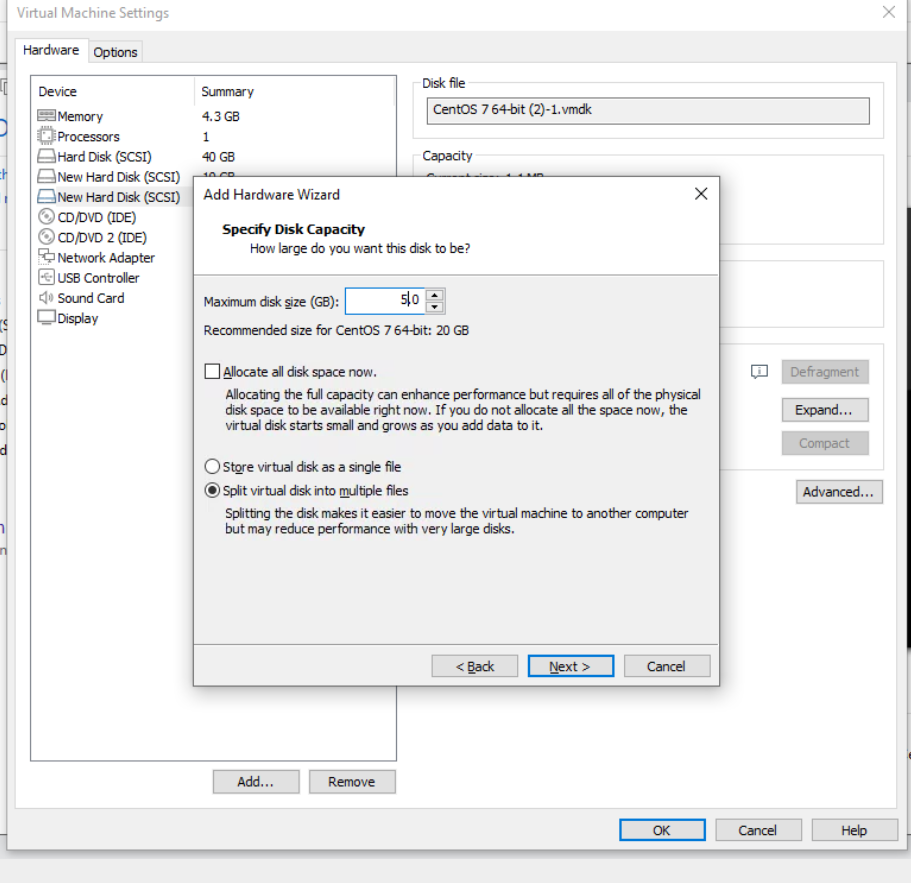 Virtual Machine Settings
Hardware Options
Device Summary
Memory 4.3 GB
Processors 1
Hard Disk (SCSI) 40 GB
New Hard Disk (SCSI) 10 GB
New Hard Disk (SCSI)
CD/DVD (IDE)
CD/DVD 2 (IDE)
Network Adapter
USB Controller
Sound Card
Display
Add... Remove
Disk file
CentOS 7 64-bit (2)-1.vmdk
Capacity
Defragment
Expand...
Compact
Advanced...
Add Hardware Wizard
Specify Disk Capacity
How large do you want this disk to be?
Maximum disk size (GB): 5.0
Recommended size for CentOS 7 64-bit: 20 GB
Allocate all disk space now.
Allocating the full capacity can enhance performance but requires all of the physical
disk space to be available right now. If you do not allocate all the space now, the
virtual disk starts small and grows as you add data to it.
Store virtual disk as a single file
Split virtual disk into multiple files
Splitting the disk makes it easier to move the virtual machine to another computer
but may reduce performance with very large disks.
< Back Next > Cancel
OK Cancel Help